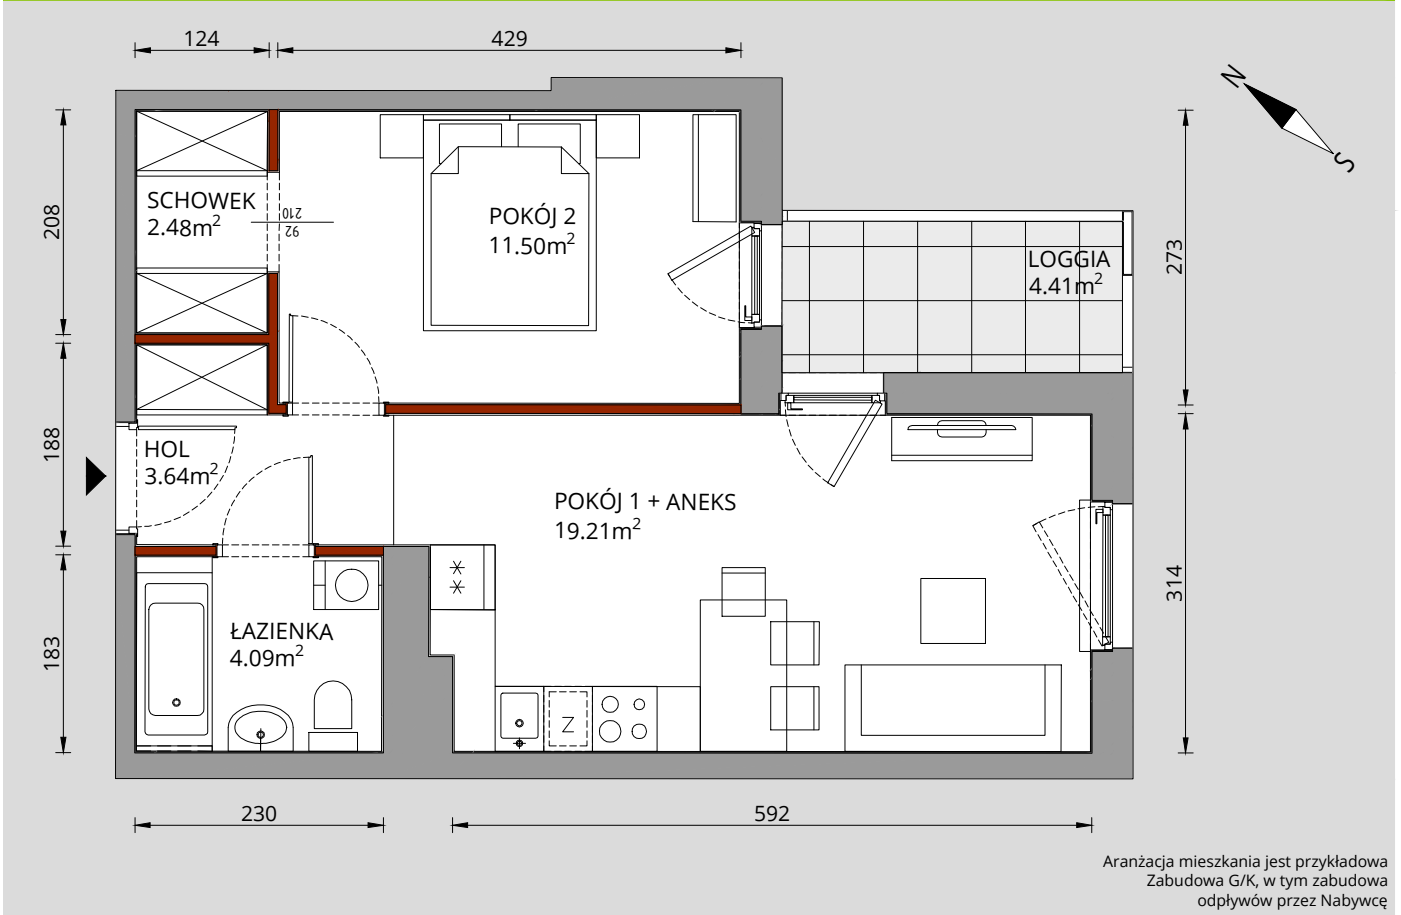 124
429
N
S
208
SCHOWEK
2.48m²
210
92
POKÓJ 2
11.50m²
LOGGIA
4.41m²
273
188
HOL
3.64m²
POKÓJ 1 + ANEKS
19.21m²
314
183
ŁAZIENKA
4.09m²
Z
230
592
Aranżacja mieszkania jest przykładowa
Zabudowa G/K, w tym zabudowa
odpływów przez Nabywcę